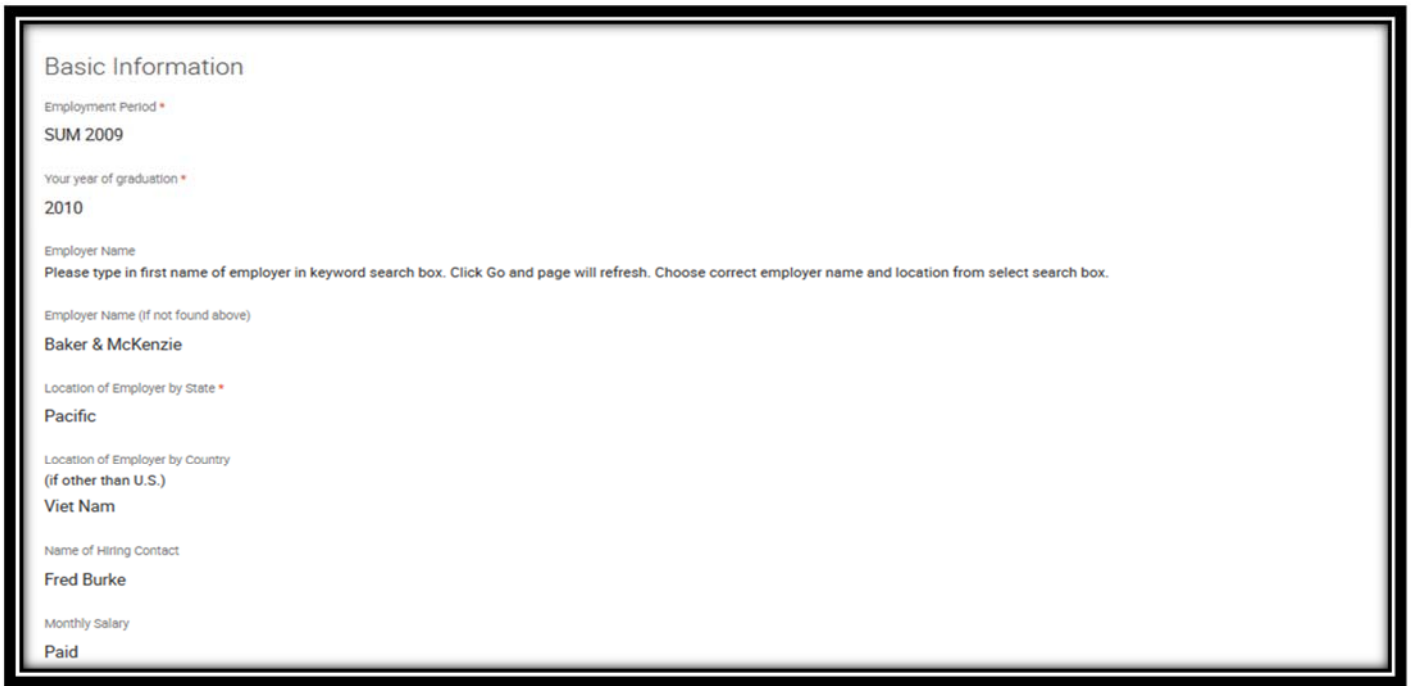 Basic Information
Employment Period *
SUM 2009
Your year of graduation *
2010
Employer Name
Please type in first name of employer in keyword search box. Click Go and page will refresh. Choose correct employer name and location from select search box.
Employer Name (If not found above)
Baker & McKenzie
Location of Employer by State *
Pacific
Location of Employer by Country
(if other than U.S.)
Viet Nam
Name of Hiring Contact
Fred Burke
Monthly Salary
Paid